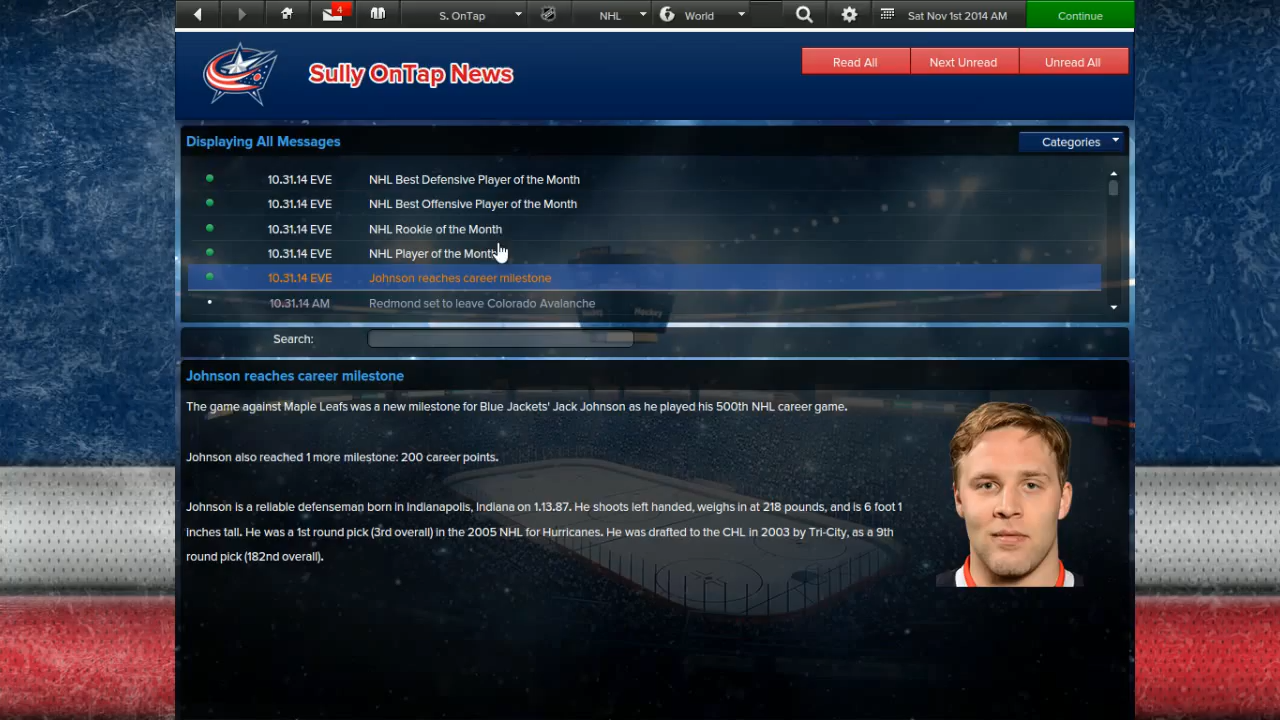 4
S. OnTap
NHL
World
Sat Nov 1st 2014 AM
Continue
Sully OnTap News
Read All
Next Unread
Unread All
Displaying All Messages
Categories
10.31.14 EVE NHL Best Defensive Player of the Month
10.31.14 EVE NHL Best Offensive Player of the Month
10.31.14 EVE NHL Rookie of the Month
10.31.14 EVE NHL Player of the Month
10.31.14 EVE Johnson reaches career milestone
10.31.14 AM Redmond set to leave Colorado Avalanche
Hockey
Search:
Johnson reaches career milestone
The game against Maple Leafs was a new milestone for Blue Jackets' Jack Johnson as he played his 500th NHL career game.
Johnson also reached 1 more milestone: 200 career points.
Johnson is a reliable defenseman born in Indianapolis, Indiana on 1.13.87. He shoots left handed, weighs in at 218 pounds, and is 6 foot 1
inches tall. He was a 1st round pick (3rd overall) in the 2005 NHL for Hurricanes. He was drafted to the CHL in 2003 by Tri-City, as a 9th
round pick (182nd overall).